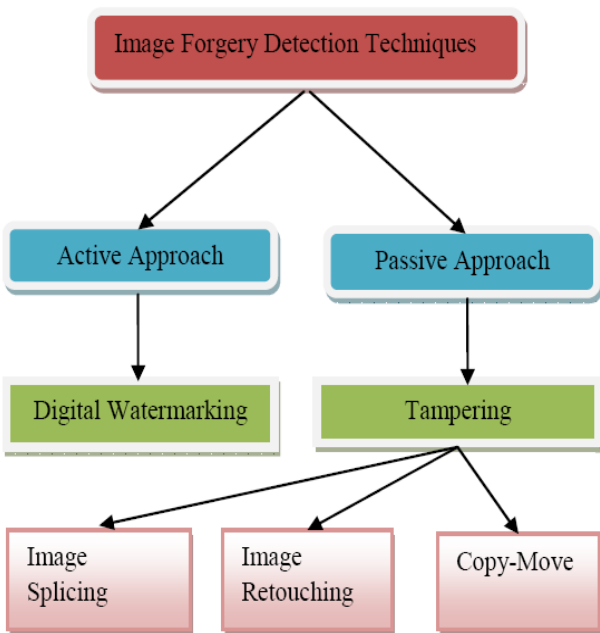 Image Forgery Detection Techniques
Active Approach
Passive Approach
Digital Watermarking
Tampering
Image
Splicing
Image
Retouching
Copy-Move